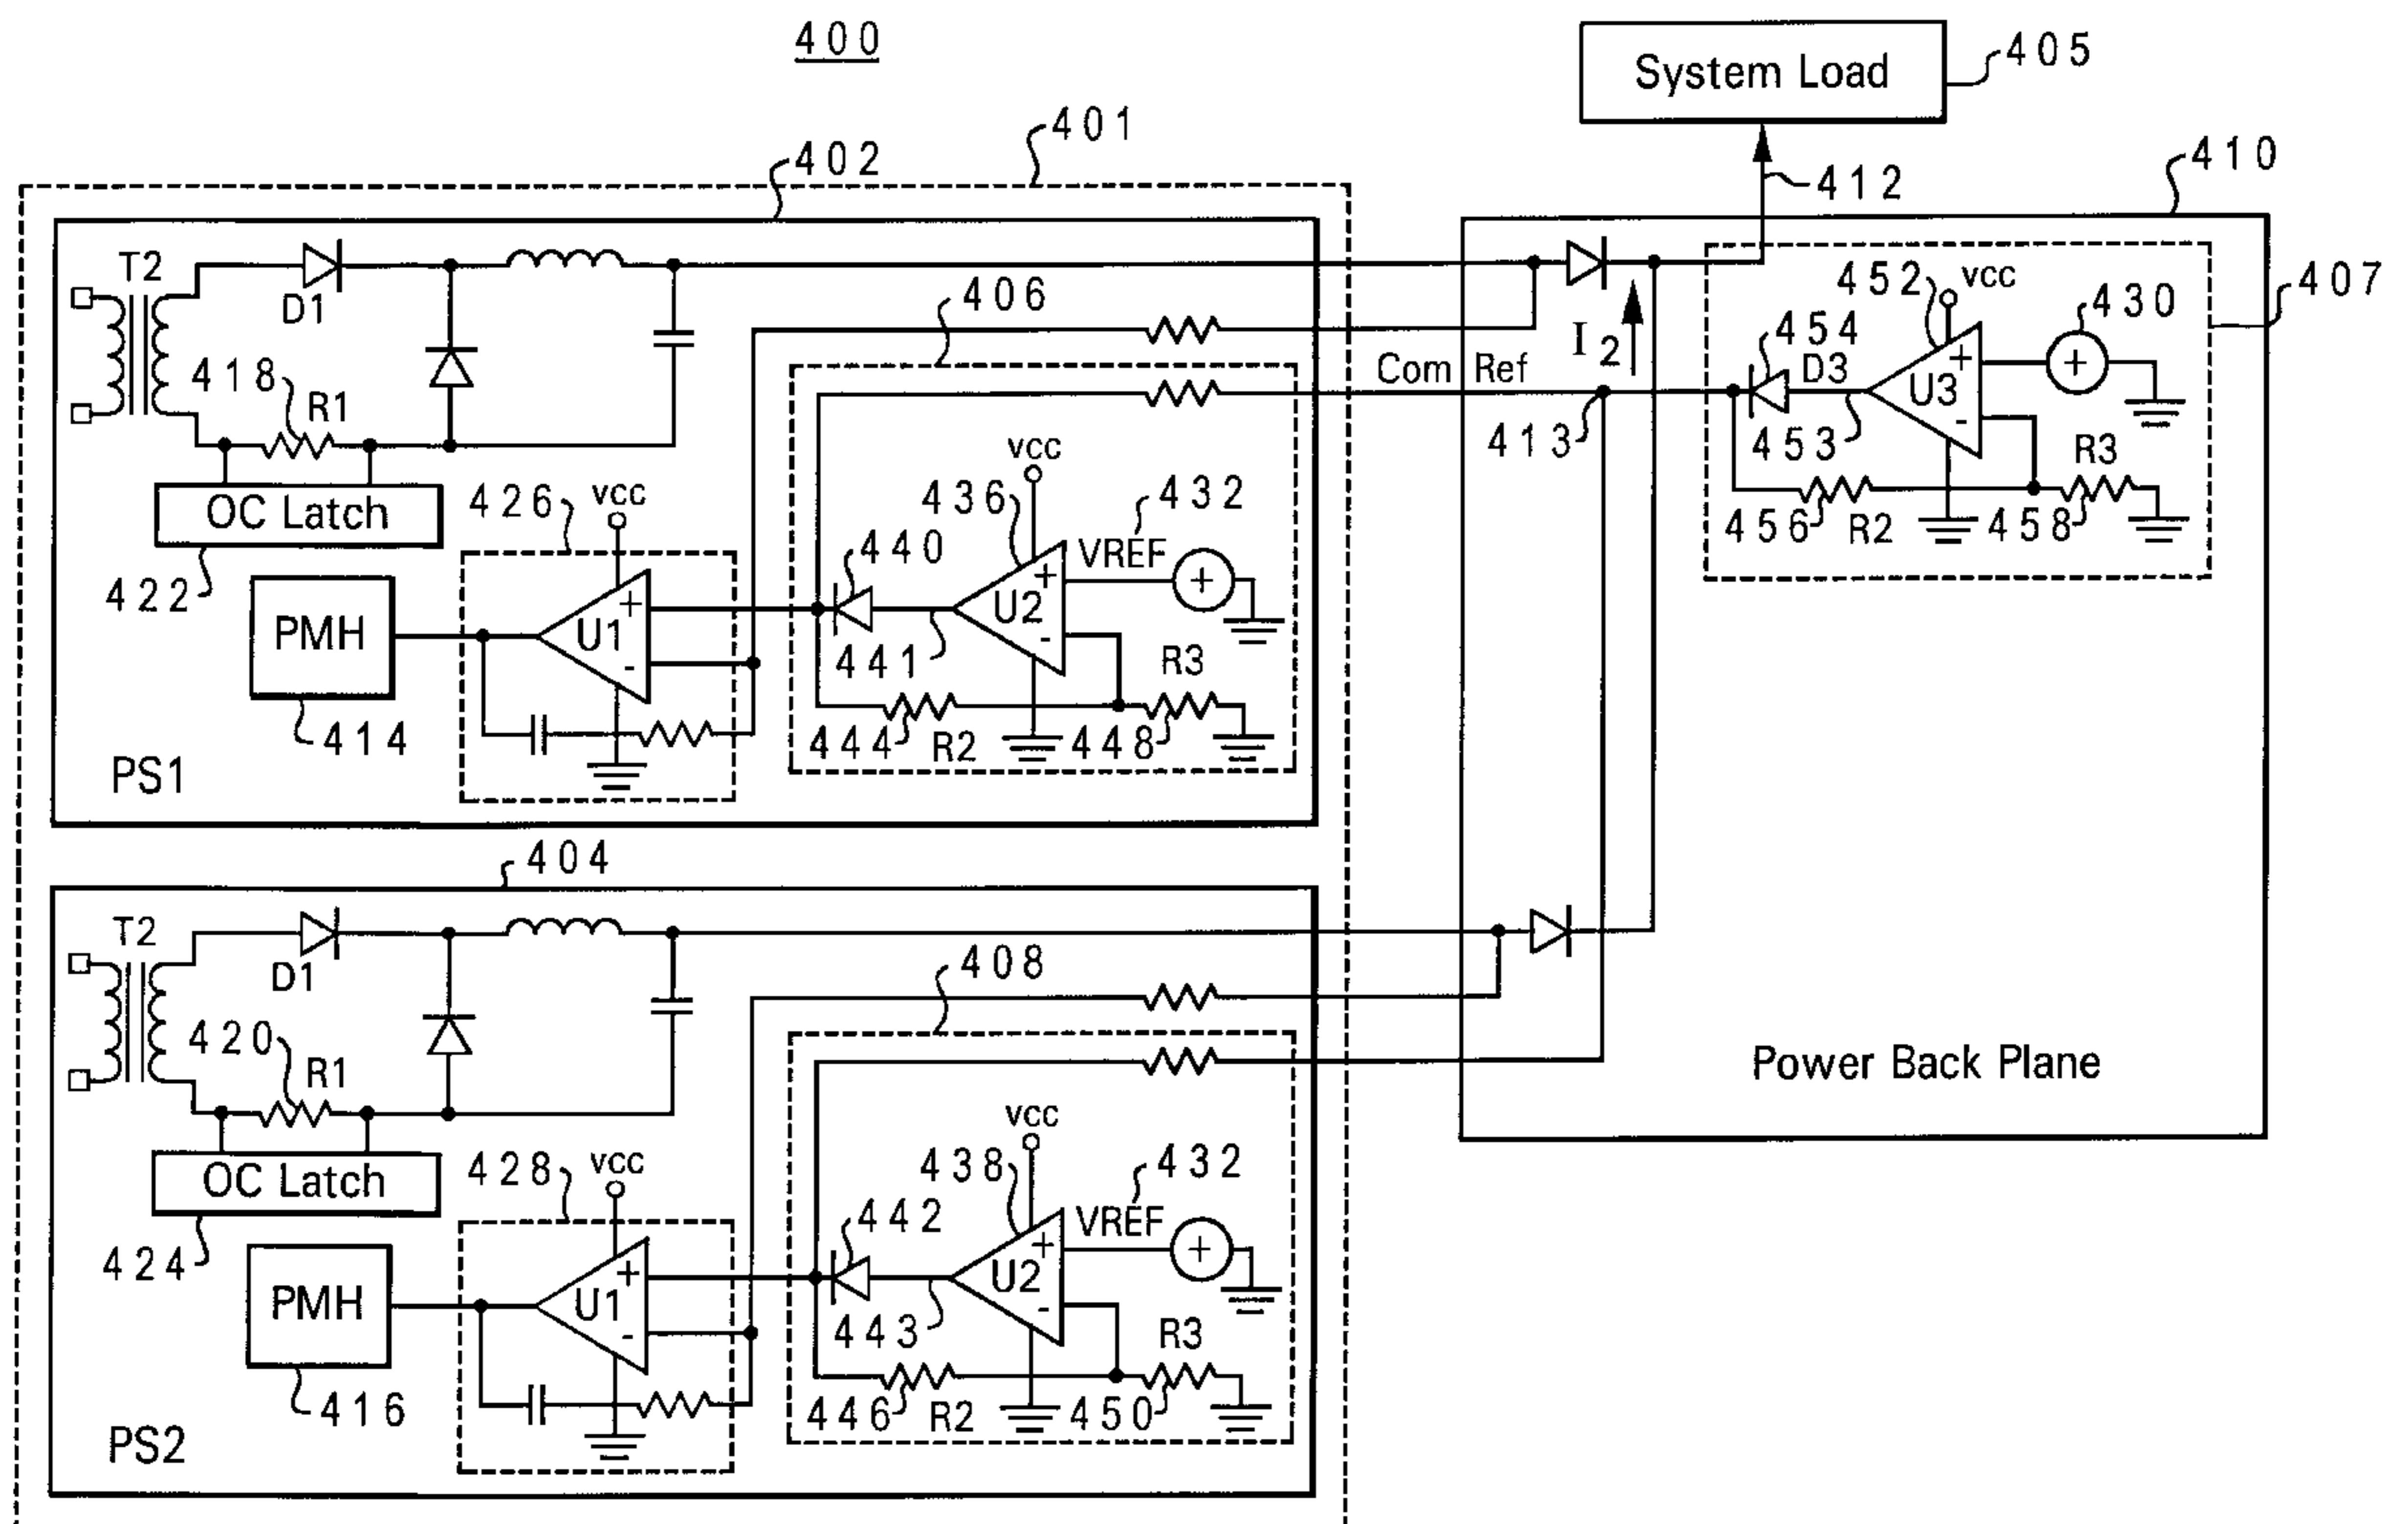 400
System Load
405
401
402
412
410
T2
D1
406
452
vcc
430
407
454
D3
I2
+
+
U3
-
Com Ref
418
R1
413
453
R3
456
R2
458
OC Latch
422
426
vcc
vcc
436
432
VREF
440
+
U2
+
-
PMH
+
U1
-
441
R3
414
444
R2
448
PS1
404
T2
D1
408
420
R1
Power Back Plane
OC Latch
424
428
vcc
vcc
438
432
VREF
442
+
U2
+
-
PMH
+
U1
-
443
R3
416
446
R2
450
PS2